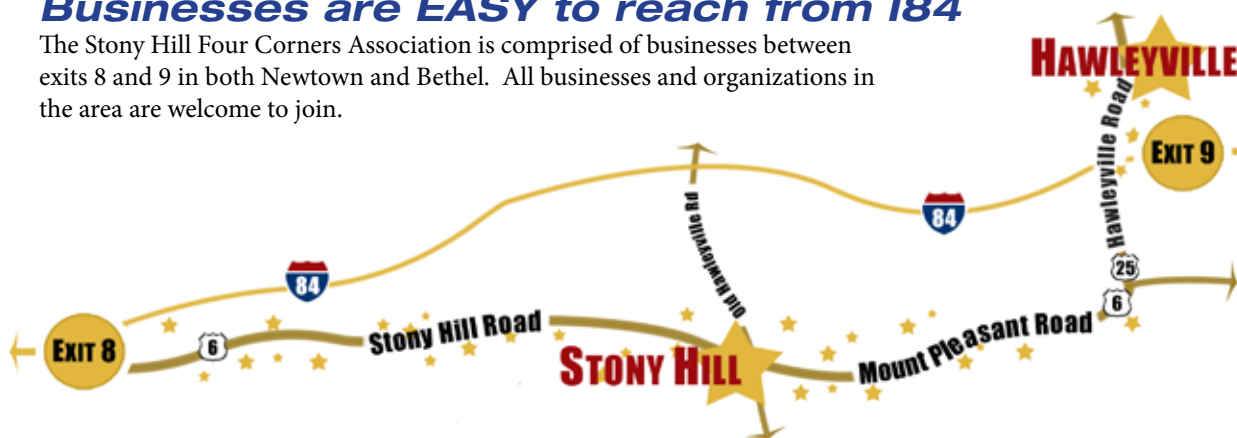 Businesses are EASY to reach from I84
The Stony Hill Four Corners Association is comprised of businesses between
exits 8 and 9 in both Newtown and Bethel.  All businesses and organizations in
the area are welcome to join.
HAWLEYVILLE
Hawleyville Road
EXIT 9
Old Hawleyville Rd
84
84
25
6
EXIT 8
6
Stony Hill Road
STONY HILL
Mount Pleasant Road